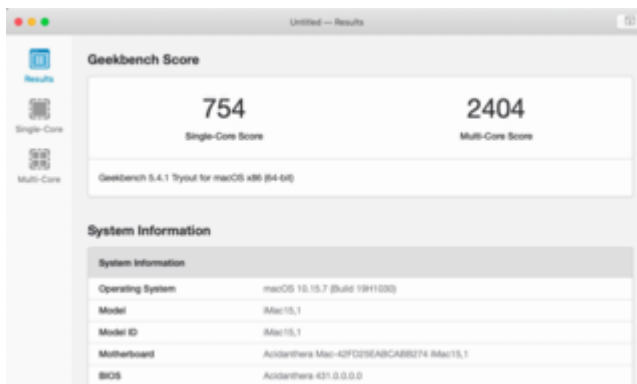 Untitled — Results
Results
Single-Core
Multi-Core
Geekbench Score
754
2404
Single-Core Score
Multi-Core Score
Geekbench 5.4.1 Tryout for macOS x86 (64-bit)
System Information
System Information
Operating System macOS 10.15.7 (Build 19H1030)
Model iMac15,1
Model ID iMac15,1
Motherboard Acidanthera iMac15,1
BIOS Acidanthera 431.0.0.0.0